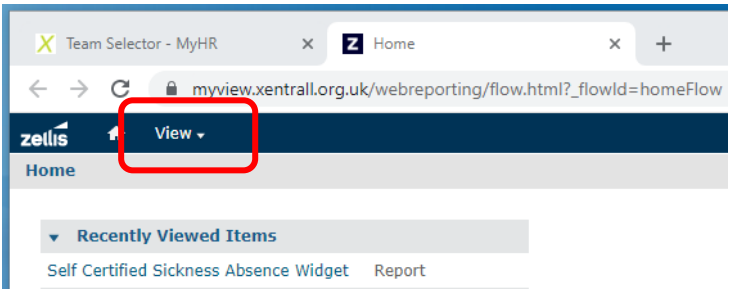 X Team Selector - MyHR × Z Home × +
myview.xentrall.org.uk/webreporting/flow.html?_flowId=homeFlow
zellis View
Home
Recently Viewed Items
Self Certified Sickness Absence Widget Report